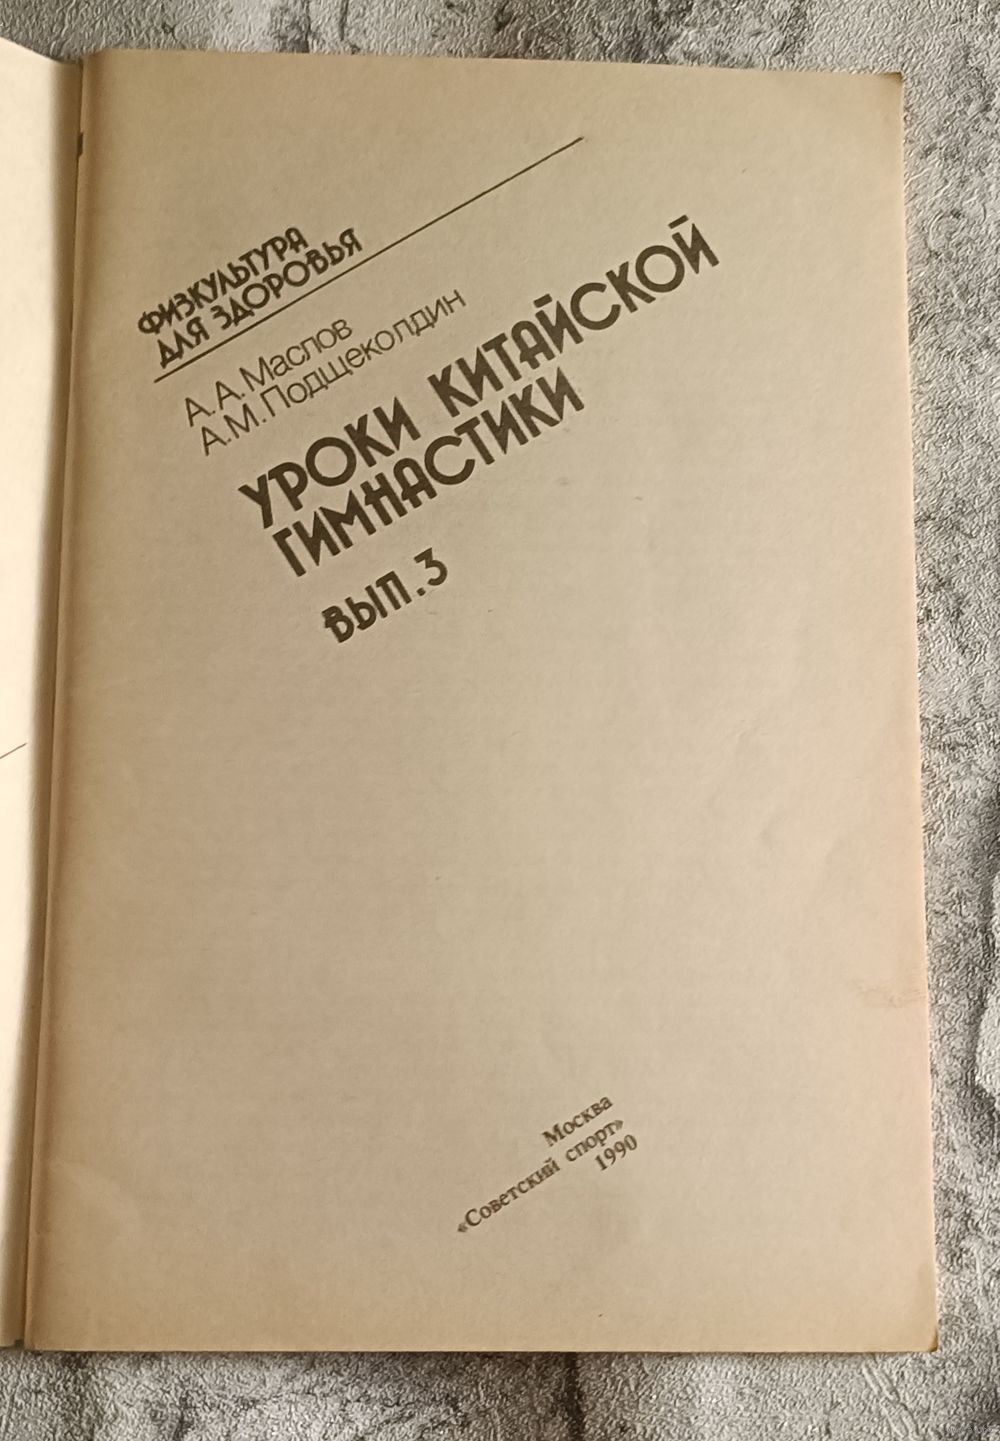 ФИЗКУЛЬТУРА
ДЛЯ ЗДОРОВЬЯ
А. А. Маслов
А.М. Подщеколдин
УРОКИ КИТАЙСКОЙ
ГИМНАСТИКИ
ВЫП. 3
Москва
«Советский спорт»
1990